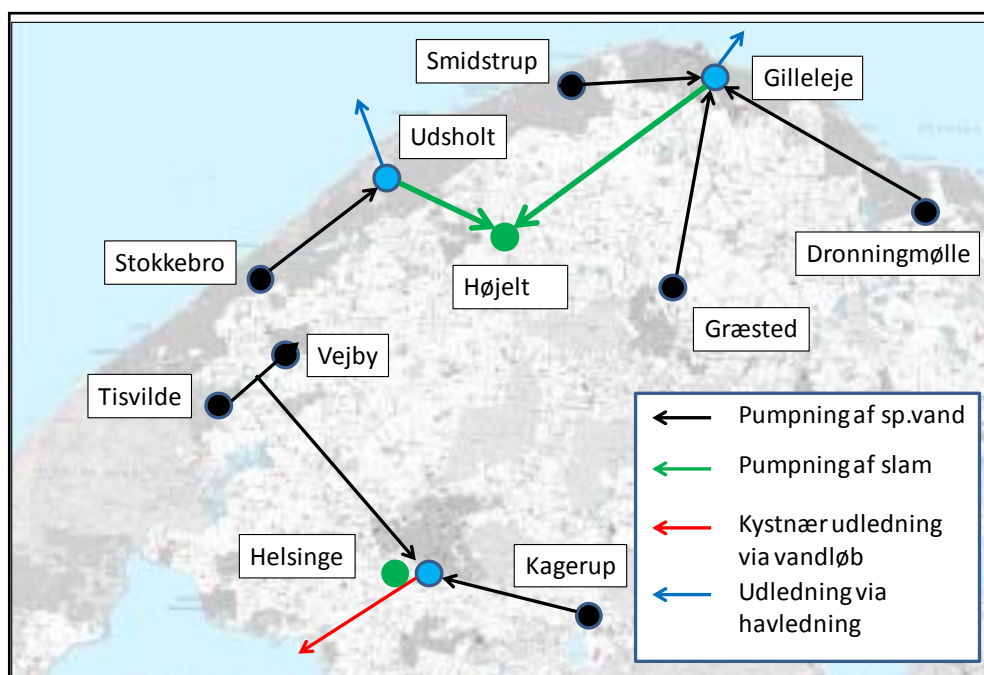 Smidstrup
Gilleleje
Udsholt
Stokkebro
Højelt
Dronningmølle
Græsted
Vejby
Tisvilde
Helsinge
Kagerup
Pumpning af sp.vand
Pumpning af slam
Kystnær udledning
via vandløb
Udledning via
havledning